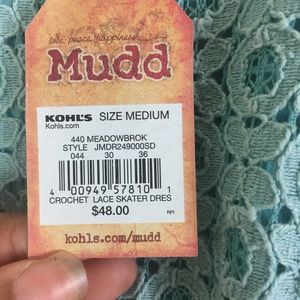 love. peace. happiness.
Mudd
KOHL'S SIZE MEDIUM
Kohls.com
440 MEADOWBROK
STYLE JMDR249000SD
044 30 36
4 00949 57810 1
CROCHET LACE SKATER DRES
$48.00
RPI
kohls.com/mudd